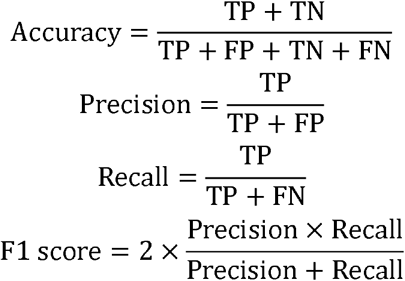 Accuracy = TP + TN / TP + FP + TN + FN
Precision = TP / TP + FP
Recall = TP / TP + FN
F1 score = 2 × Precision × Recall / Precision + Recall